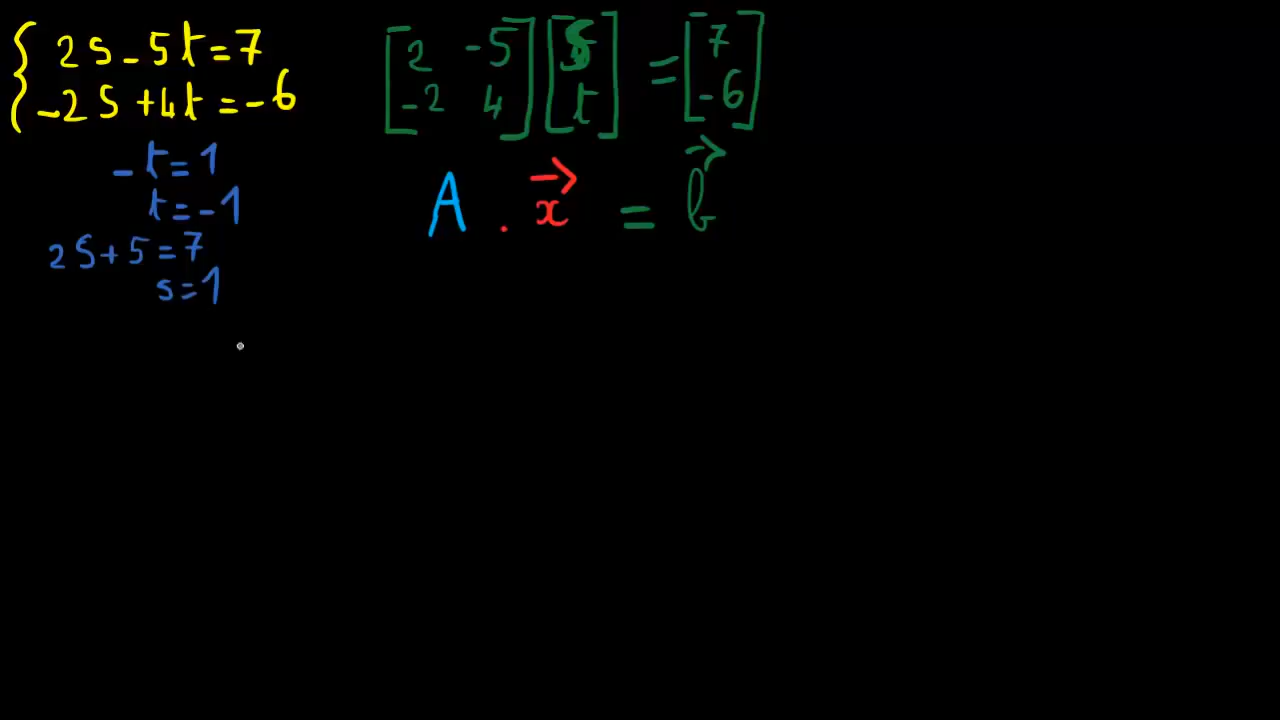 { 2s - 5t = 7
-2s + 4t = -6
- t = 1
t = -1
2s + 5 = 7
s = 1
[2 -5] [s] = [7]
[-2 4] [t] [-6]
A . x⃗ = b⃗